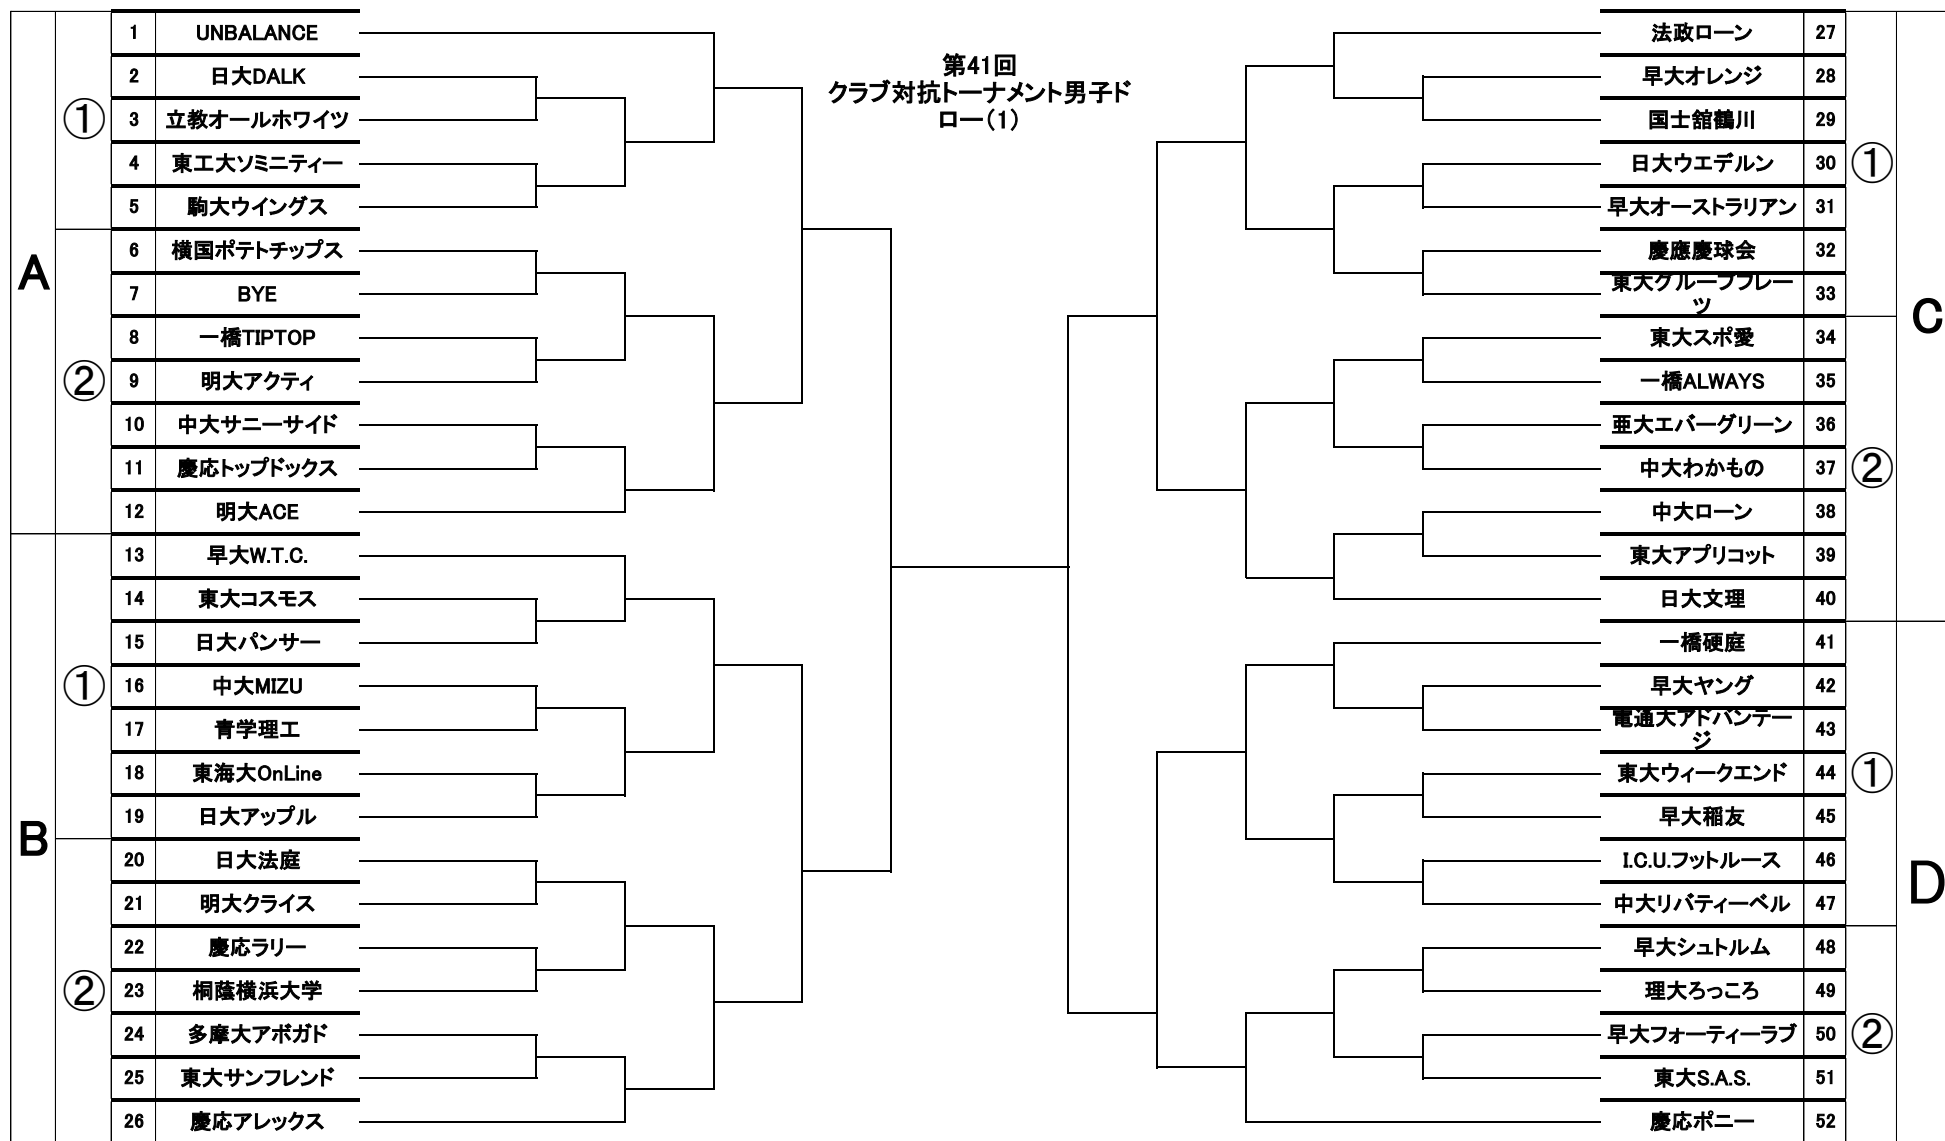 第41回
クラブ対抗トーナメント男子ド
ロー(1)
A
①
1 UNBALANCE
2 日大DALK
3 立教オールホワイツ
4 東工大ソミニティー
5 駒大ウイングス
②
6 横国ポテトチップス
7 BYE
8 一橋TIPTOP
9 明大アクティ
10 中大サニーサイド
11 慶応トップドックス
12 明大ACE
B
①
13 早大W.T.C.
14 東大コスモス
15 日大パンサー
16 中大MIZU
17 青学理工
18 東海大OnLine
19 日大アップル
②
20 日大法庭
21 明大クライス
22 慶応ラリー
23 桐蔭横浜大学
24 多摩大アボガド
25 東大サンフレンド
26 慶応アレックス
C
①
法政ローン 27
早大オレンジ 28
国士舘鶴川 29
日大ウエデルン 30
早大オーストラリアン 31
慶應慶球会 32
東大グループフレー
ツ 33
②
東大スポ愛 34
一橋ALWAYS 35
亜大エバーグリーン 36
中大わかもの 37
中大ローン 38
東大アプリコット 39
日大文理 40
D
①
一橋硬庭 41
早大ヤング 42
電通大アドバンテー
ジ 43
東大ウィークエンド 44
早大稲友 45
I.C.U.フットルース 46
中大リバティーベル 47
②
早大シュトルム 48
理大ろっころ 49
早大フォーティーラブ 50
東大S.A.S. 51
慶応ポニー 52